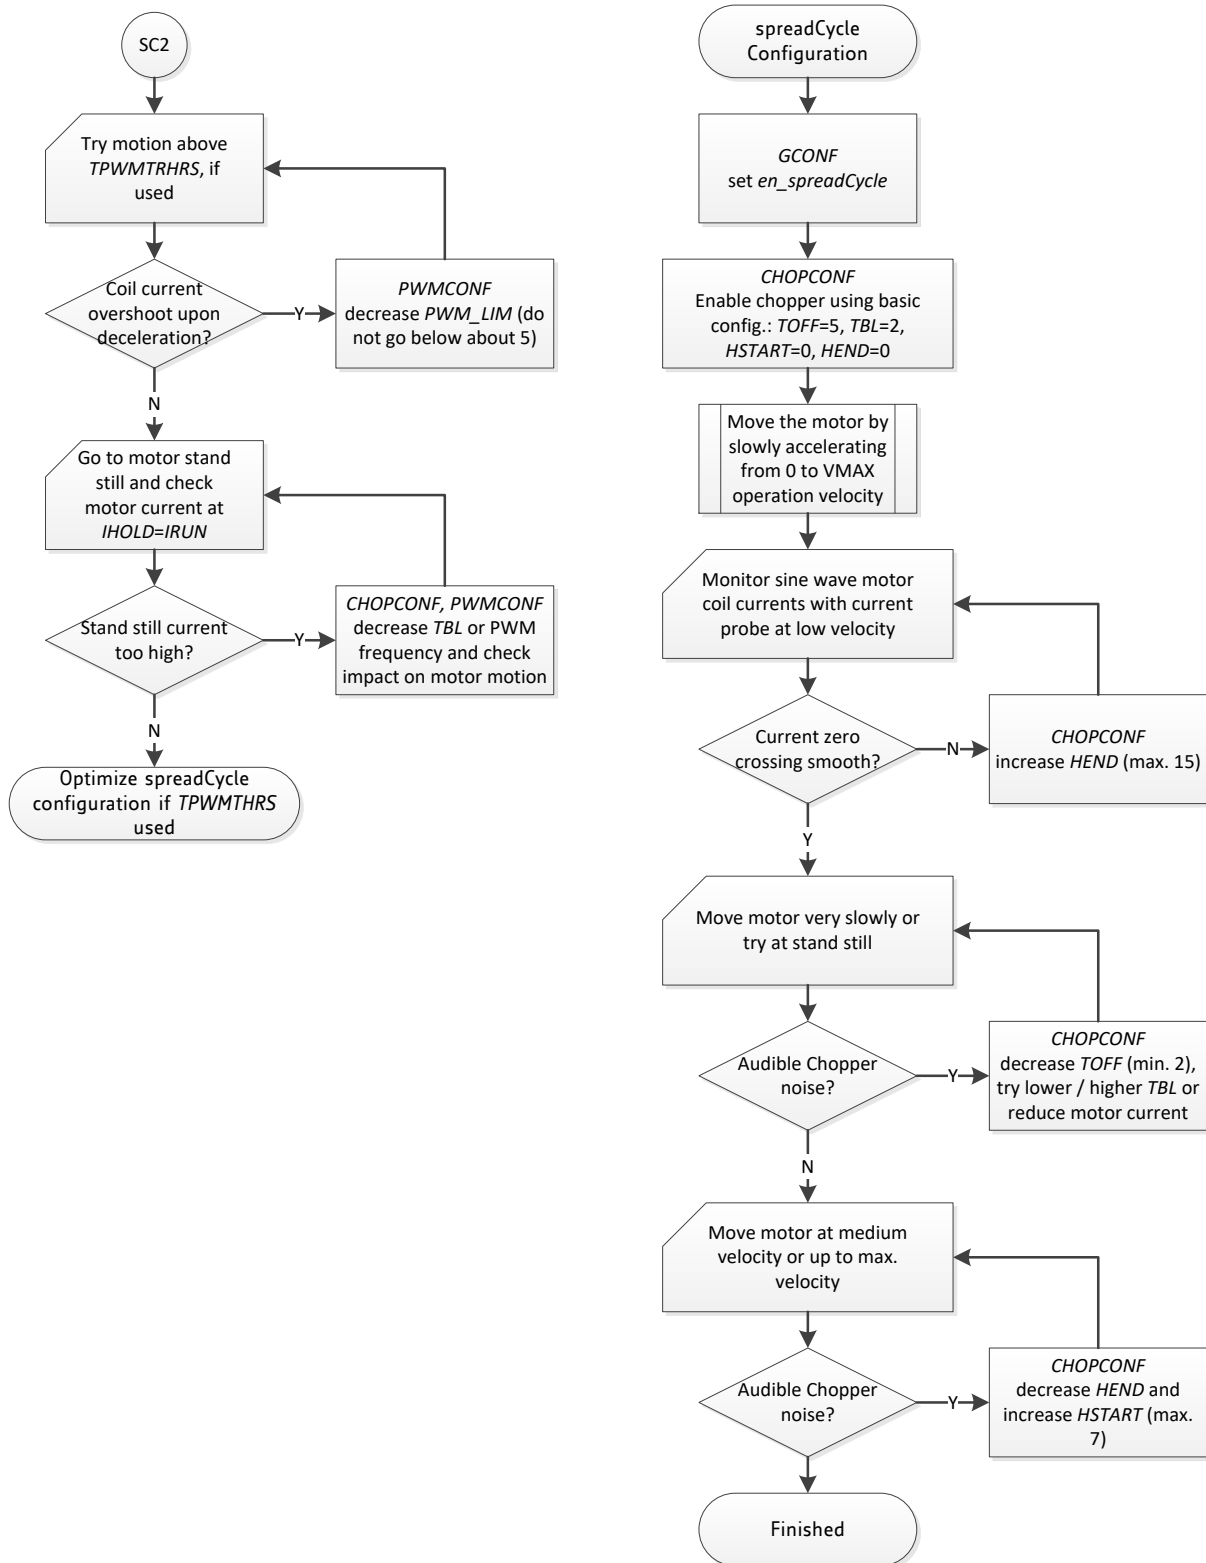 SC2
Try motion above
TPWMTRHRS, if
used
Coil current
overshoot upon
deceleration?
Y
PWMCONF
decrease PWM_LIM (do
not go below about 5)
N
Go to motor stand
still and check
motor current at
IHOLD=IRUN
Stand still current
too high?
Y
CHOPCONF, PWMCONF
decrease TBL or PWM
frequency and check
impact on motor motion
N
Optimize spreadCycle
configuration if TPWMTHRS
used
spreadCycle
Configuration
GCONF
set en_spreadCycle
CHOPCONF
Enable chopper using basic
config.: TOFF=5, TBL=2,
HSTART=0, HEND=0
Move the motor by
slowly accelerating
from 0 to VMAX
operation velocity
Monitor sine wave motor
coil currents with current
probe at low velocity
Current zero
crossing smooth?
N
CHOPCONF
increase HEND (max. 15)
Y
Move motor very slowly or
try at stand still
Audible Chopper
noise?
Y
CHOPCONF
decrease TOFF (min. 2),
try lower / higher TBL or
reduce motor current
N
Move motor at medium
velocity or up to max.
velocity
Audible Chopper
noise?
Y
CHOPCONF
decrease HEND and
increase HSTART (max.
7)
Finished